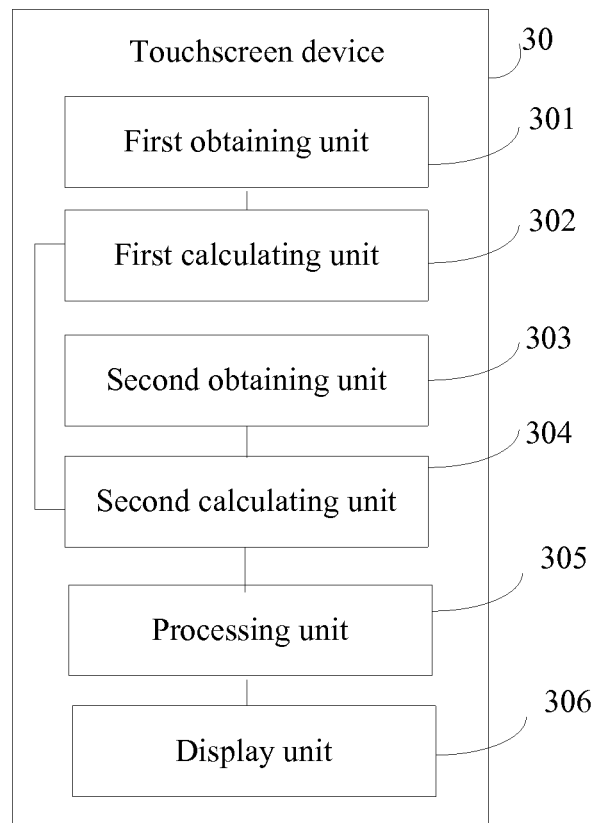 30
Touchscreen device
First obtaining unit
301
First calculating unit
302
Second obtaining unit
303
Second calculating unit
304
Processing unit
305
Display unit
306